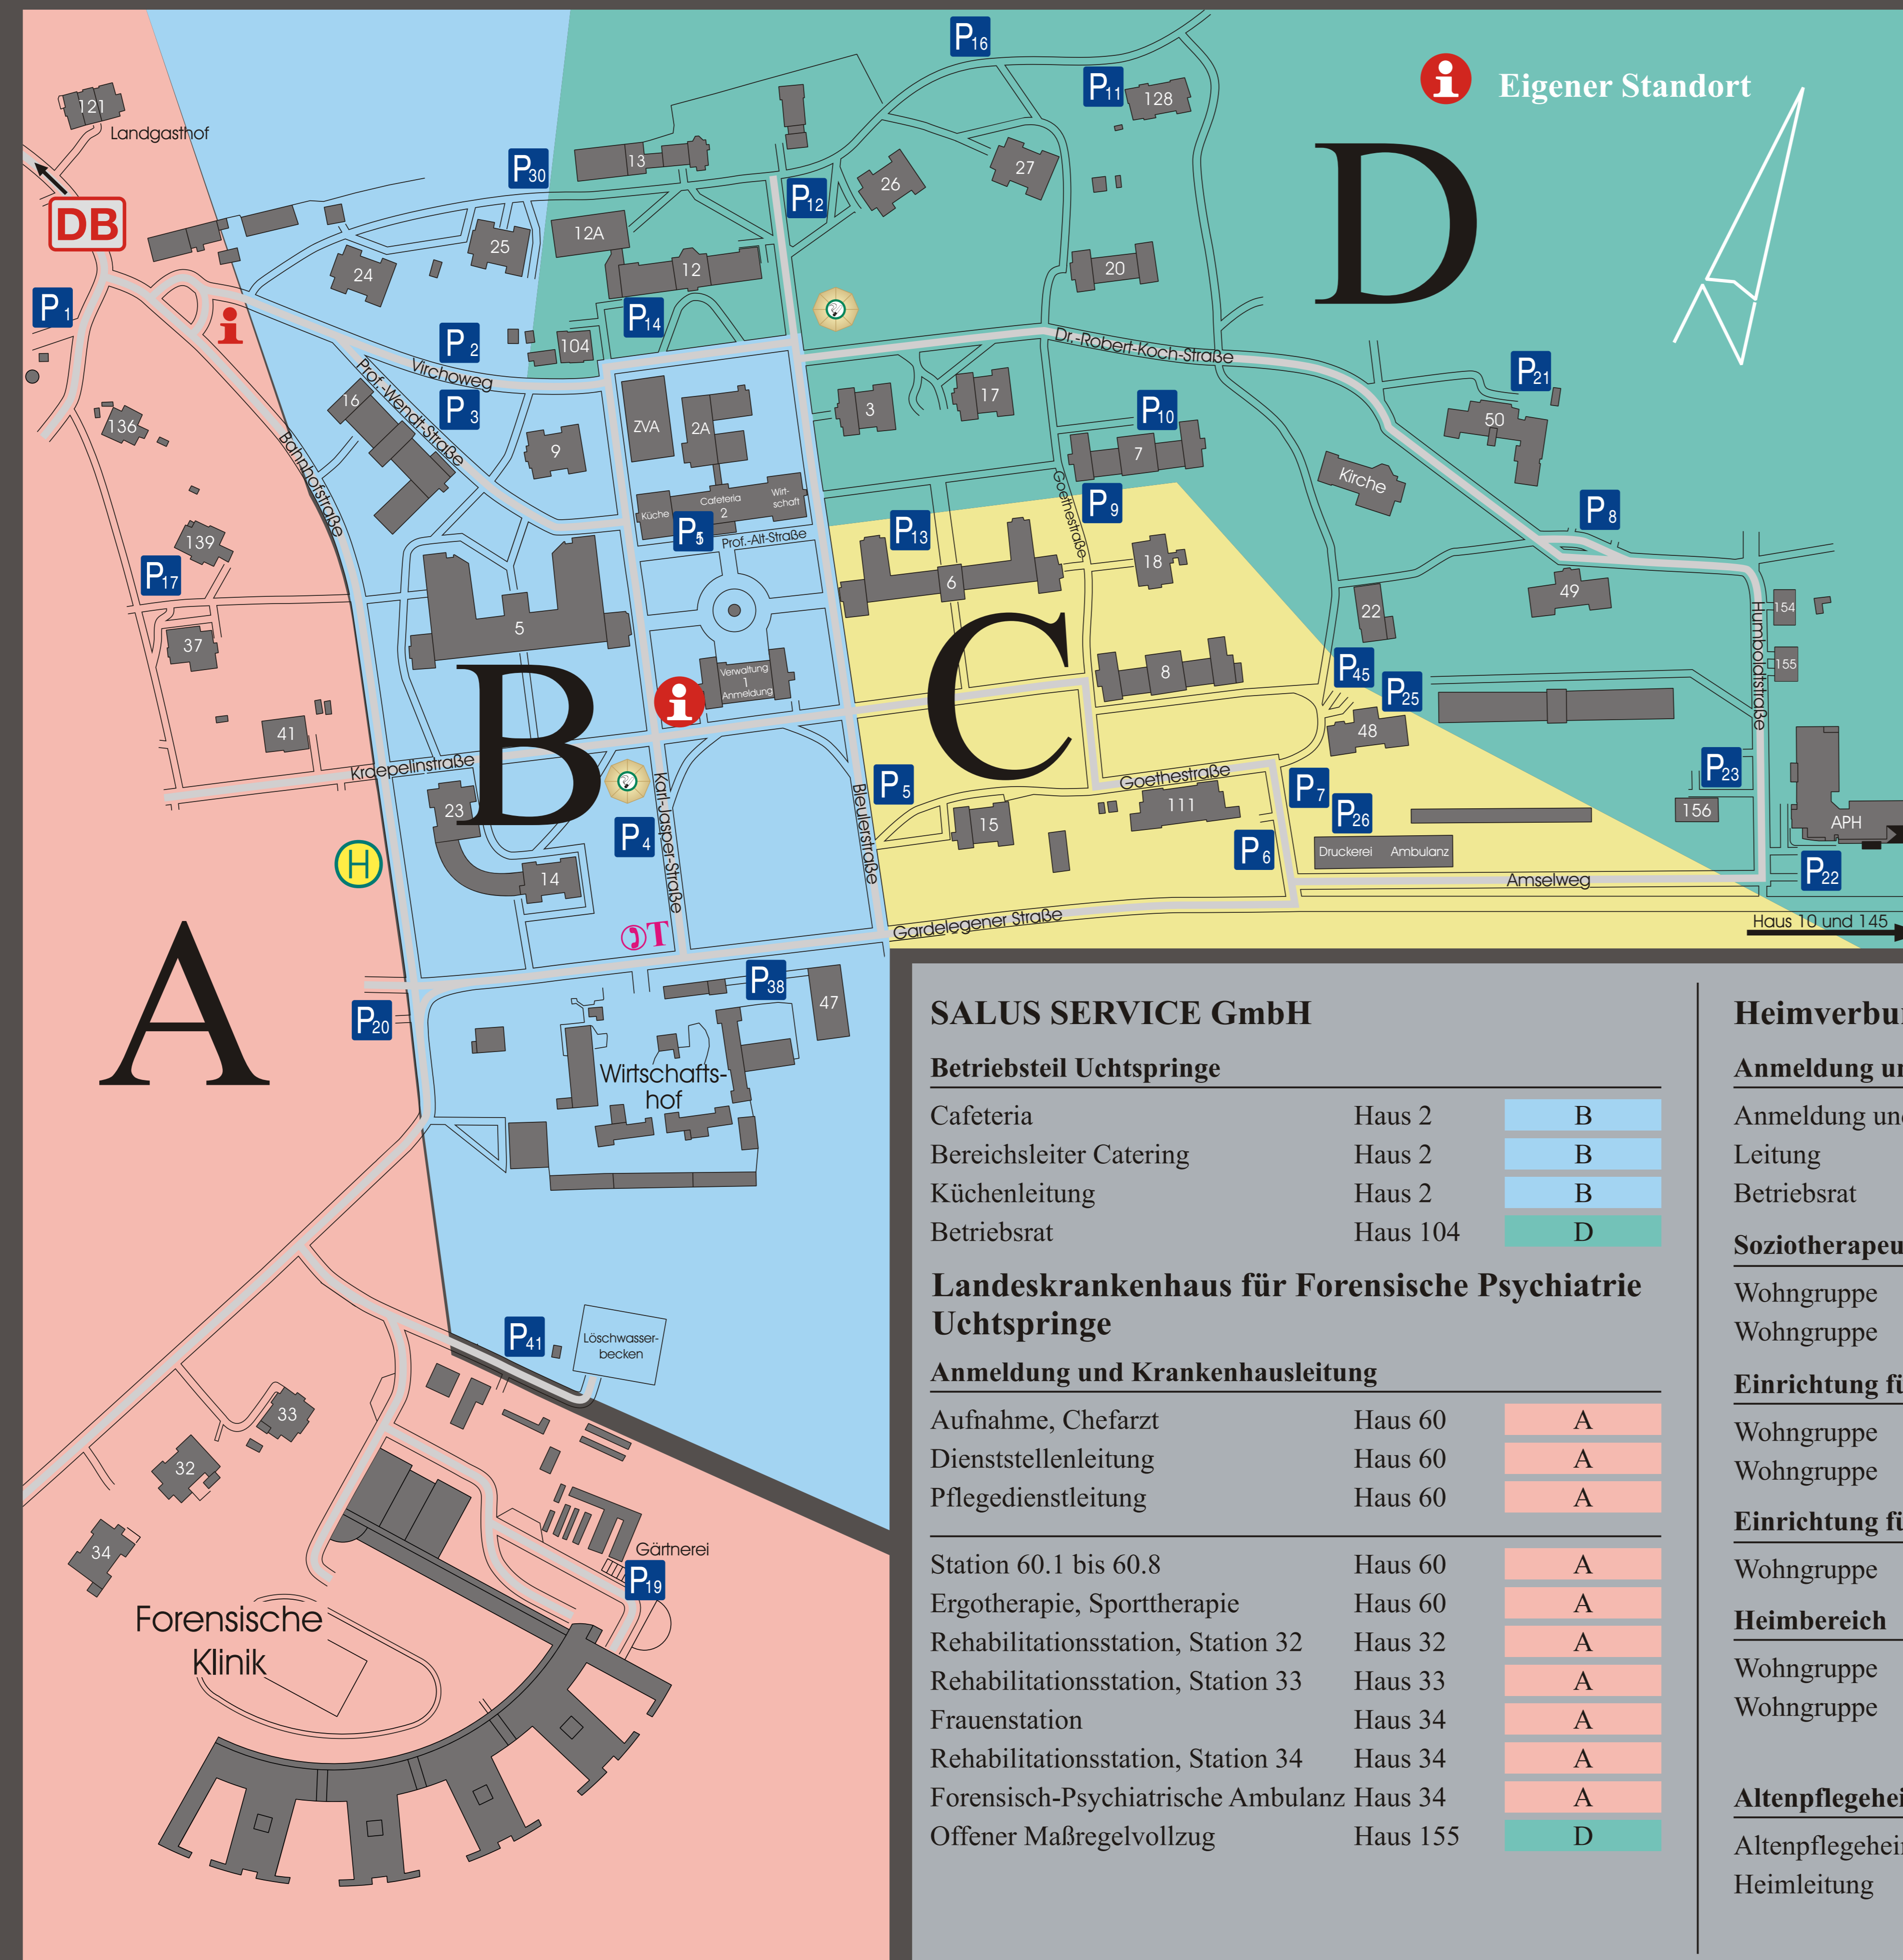 P16
P11
128
Eigener Standort
121
Landgasthof
P30
13
26
27
P12
D
DB
12A
25
24
12
20
P1
P14
P2
104
Virchoweg
Dr.-Robert-Koch-Straße
P21
Prof.-Wendt-Straße
P3
16
ZVA
2A
3
17
P10
50
136
9
7
Bahnhofstraße
Kirche
Küche
Cafeteria
2
Wirt-
schaft
Goethestraße
P9
P8
P13
Prof.-Alt-Straße
139
P17
6
18
49
22
Humboldtstraße
154
5
37
155
B
Verwaltung
1
Anmeldung
C
8
P45
P25
41
48
Kraepelinstraße
P23
Goethestraße
P5
P7
23
P4
Karl-Jasper-Straße
Bleulerstraße
15
111
P26
156
APH
H
P6
Druckerei Ambulanz
14
P22
Amselweg
T
Gardelegener Straße
Haus 10 und 145
A
P38
47
P20
Wirtschafts-
hof
P41
Löschwasser-
becken
33
32
34
Gärtnerei
P19
Forensische
Klinik
SALUS SERVICE GmbH
Betriebsteil Uchtspringe
Cafeteria Haus 2 B
Bereichsleiter Catering Haus 2 B
Küchenleitung Haus 2 B
Betriebsrat Haus 104 D
Landeskrankenhaus für Forensische Psychiatrie
Uchtspringe
Anmeldung und Krankenhausleitung
Aufnahme, Chefarzt Haus 60 A
Dienststellenleitung Haus 60 A
Pflegedienstleitung Haus 60 A
Station 60.1 bis 60.8 Haus 60 A
Ergotherapie, Sporttherapie Haus 60 A
Rehabilitationsstation, Station 32 Haus 32 A
Rehabilitationsstation, Station 33 Haus 33 A
Frauenstation Haus 34 A
Rehabilitationsstation, Station 34 Haus 34 A
Forensisch-Psychiatrische Ambulanz Haus 34 A
Offener Maßregelvollzug Haus 155 D
Anmeldung
Anmeldung
Leitung
Betriebsrat
Wohngruppe
Wohngruppe
Einrichtung
Wohngruppe
Wohngruppe
Einrichtung
Wohngruppe
Heimbereich
Wohngruppe
Wohngruppe
Heimleitung